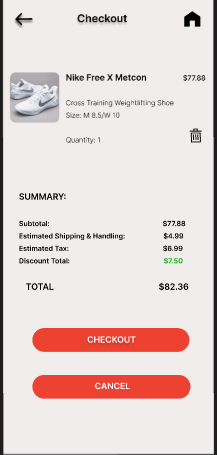 Checkout
Nike Free X Metcon $77.88
Cross Training Weightlifting Shoe
Size: M 8.5/W 10
Quantity: 1
SUMMARY:
Subtotal: $77.88
Estimated Shipping & Handling: $4.99
Estimated Tax: $6.99
Discount Total: $7.50
TOTAL $82.36
CHECKOUT
CANCEL